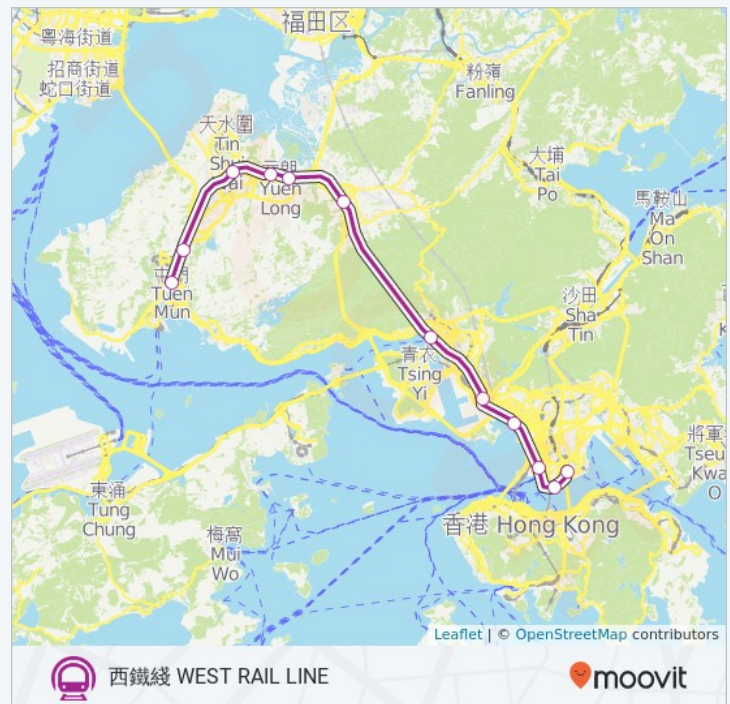 福田区
粵海街道
招商街道
蛇口街道
粉嶺
Fanling
天水圍
Tin
Shui
Wai
元朗
Yuen
Long
大埔
Tai
Po
馬鞍山
Ma
On
Shan
屯門
Tuen
Mun
沙田
Sha
Tin
青衣
Tsing
Yi
將軍
Tseu
Kwa
O
東涌
Tung
Chung
梅窩
Mui
Wo
香港 Hong Kong
Leaflet | © OpenStreetMap contributors
西鐵綫 WEST RAIL LINE
moovit